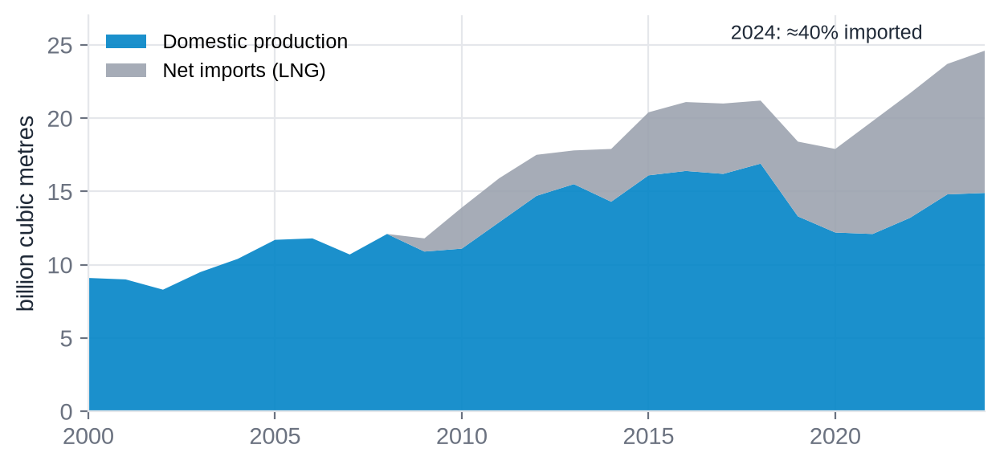 2024: ≈40% imported
Domestic production
Net imports (LNG)
billion cubic metres
25
20
15
10
5
0
2000
2005
2010
2015
2020